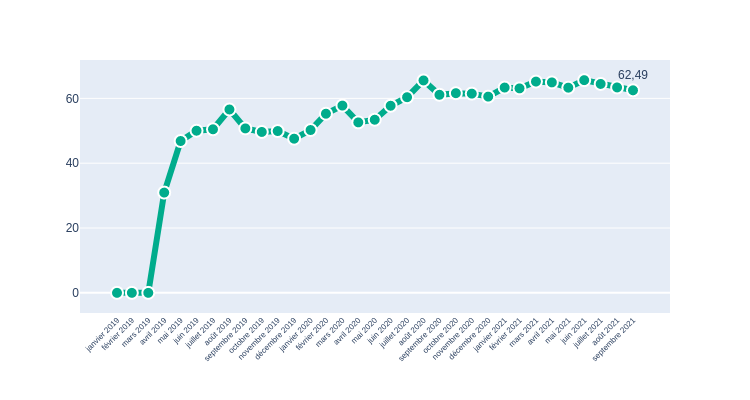 62,49
60
40
20
0
janvier 2019
février 2019
mars 2019
avril 2019
mai 2019
juin 2019
juillet 2019
août 2019
septembre 2019
octobre 2019
novembre 2019
décembre 2019
janvier 2020
février 2020
mars 2020
avril 2020
mai 2020
juin 2020
juillet 2020
août 2020
septembre 2020
octobre 2020
novembre 2020
décembre 2020
janvier 2021
février 2021
mars 2021
avril 2021
mai 2021
juin 2021
juillet 2021
août 2021
septembre 2021